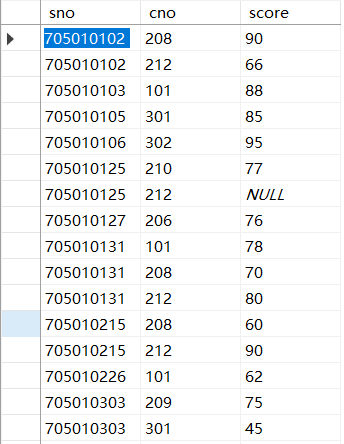 sno cno score
705010102 208 90
705010102 212 66
705010103 101 88
705010105 301 85
705010106 302 95
705010125 210 77
705010125 212 NULL
705010127 206 76
705010131 101 78
705010131 208 70
705010131 212 80
705010215 208 60
705010215 212 90
705010226 101 62
705010303 209 75
705010303 301 45